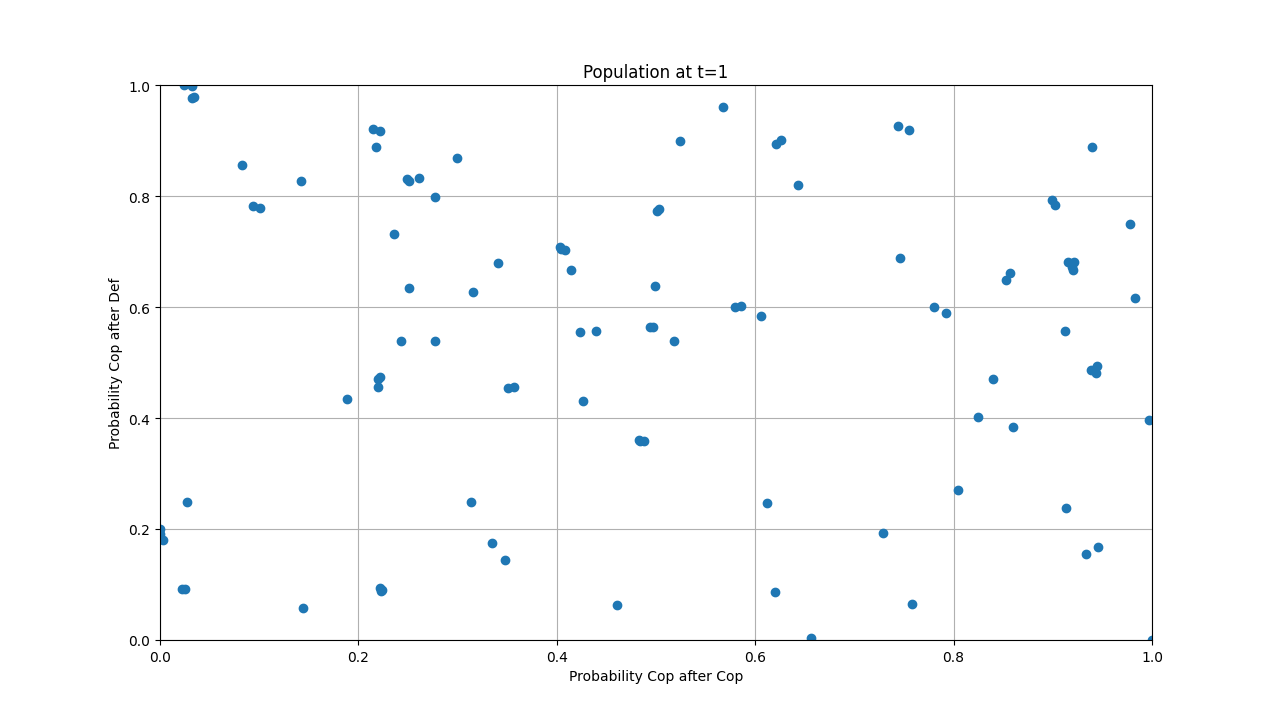 Population at t=1
Probability Cop after Def
1.0
0.8
0.6
0.4
0.2
0.0
0.0 0.2 0.4 0.6 0.8 1.0
Probability Cop after Cop